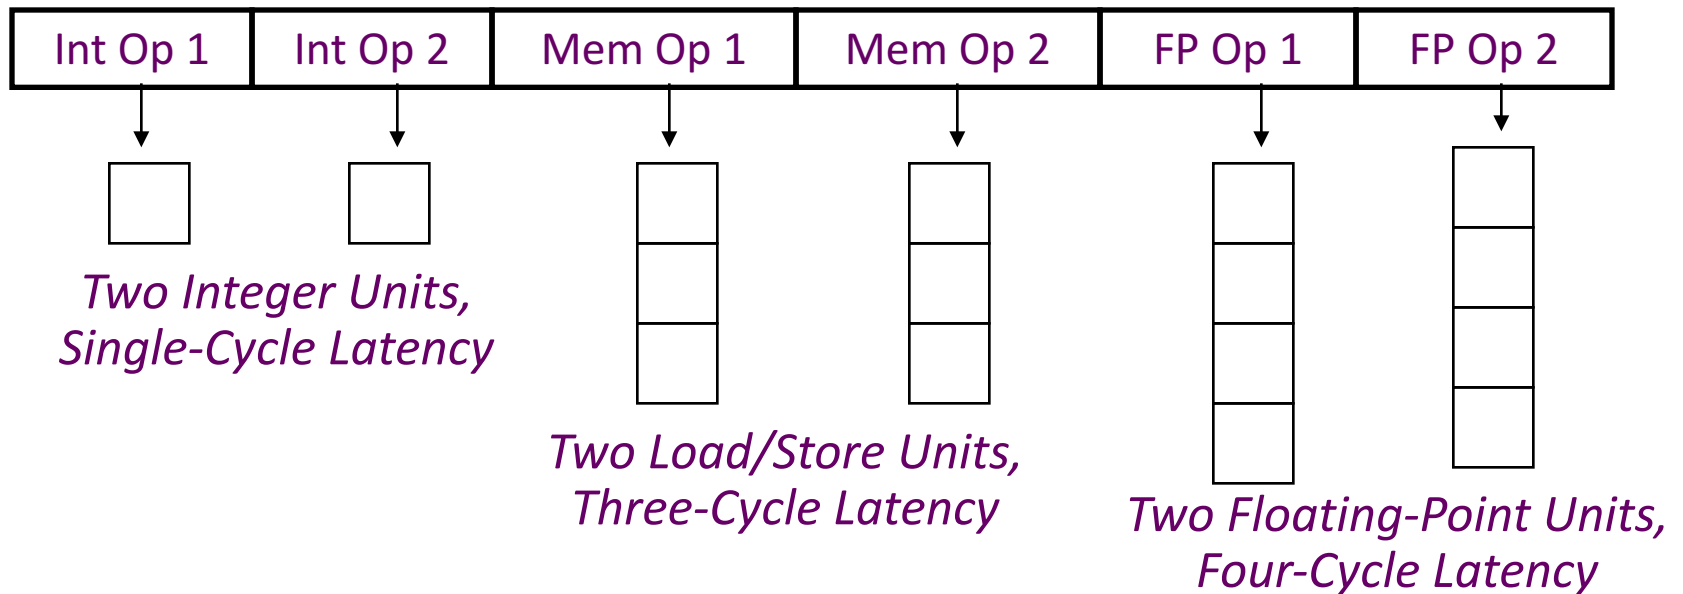 Int Op 1 Int Op 2 Mem Op 1 Mem Op 2 FP Op 1 FP Op 2
Two Integer Units,
Single-Cycle Latency
Two Load/Store Units,
Three-Cycle Latency
Two Floating-Point Units,
Four-Cycle Latency